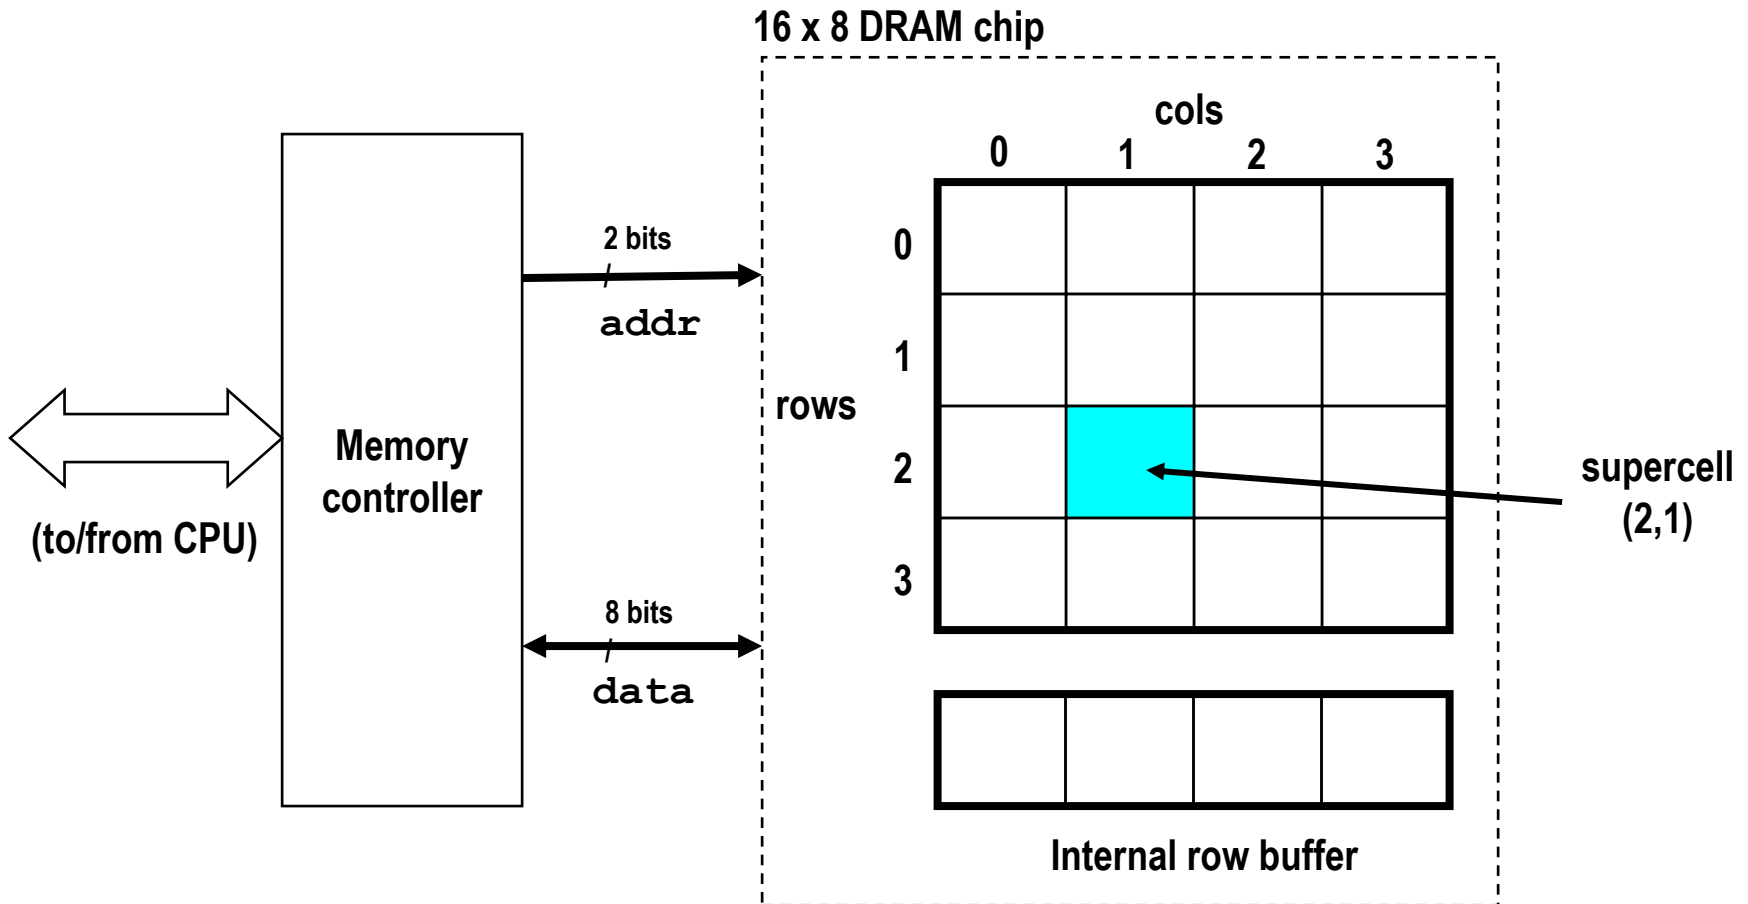 16 x 8 DRAM chip
cols
0 1 2 3
2 bits
addr
0
1
rows
2
3
Memory
controller
(to/from CPU)
supercell
(2,1)
8 bits
data
Internal row buffer